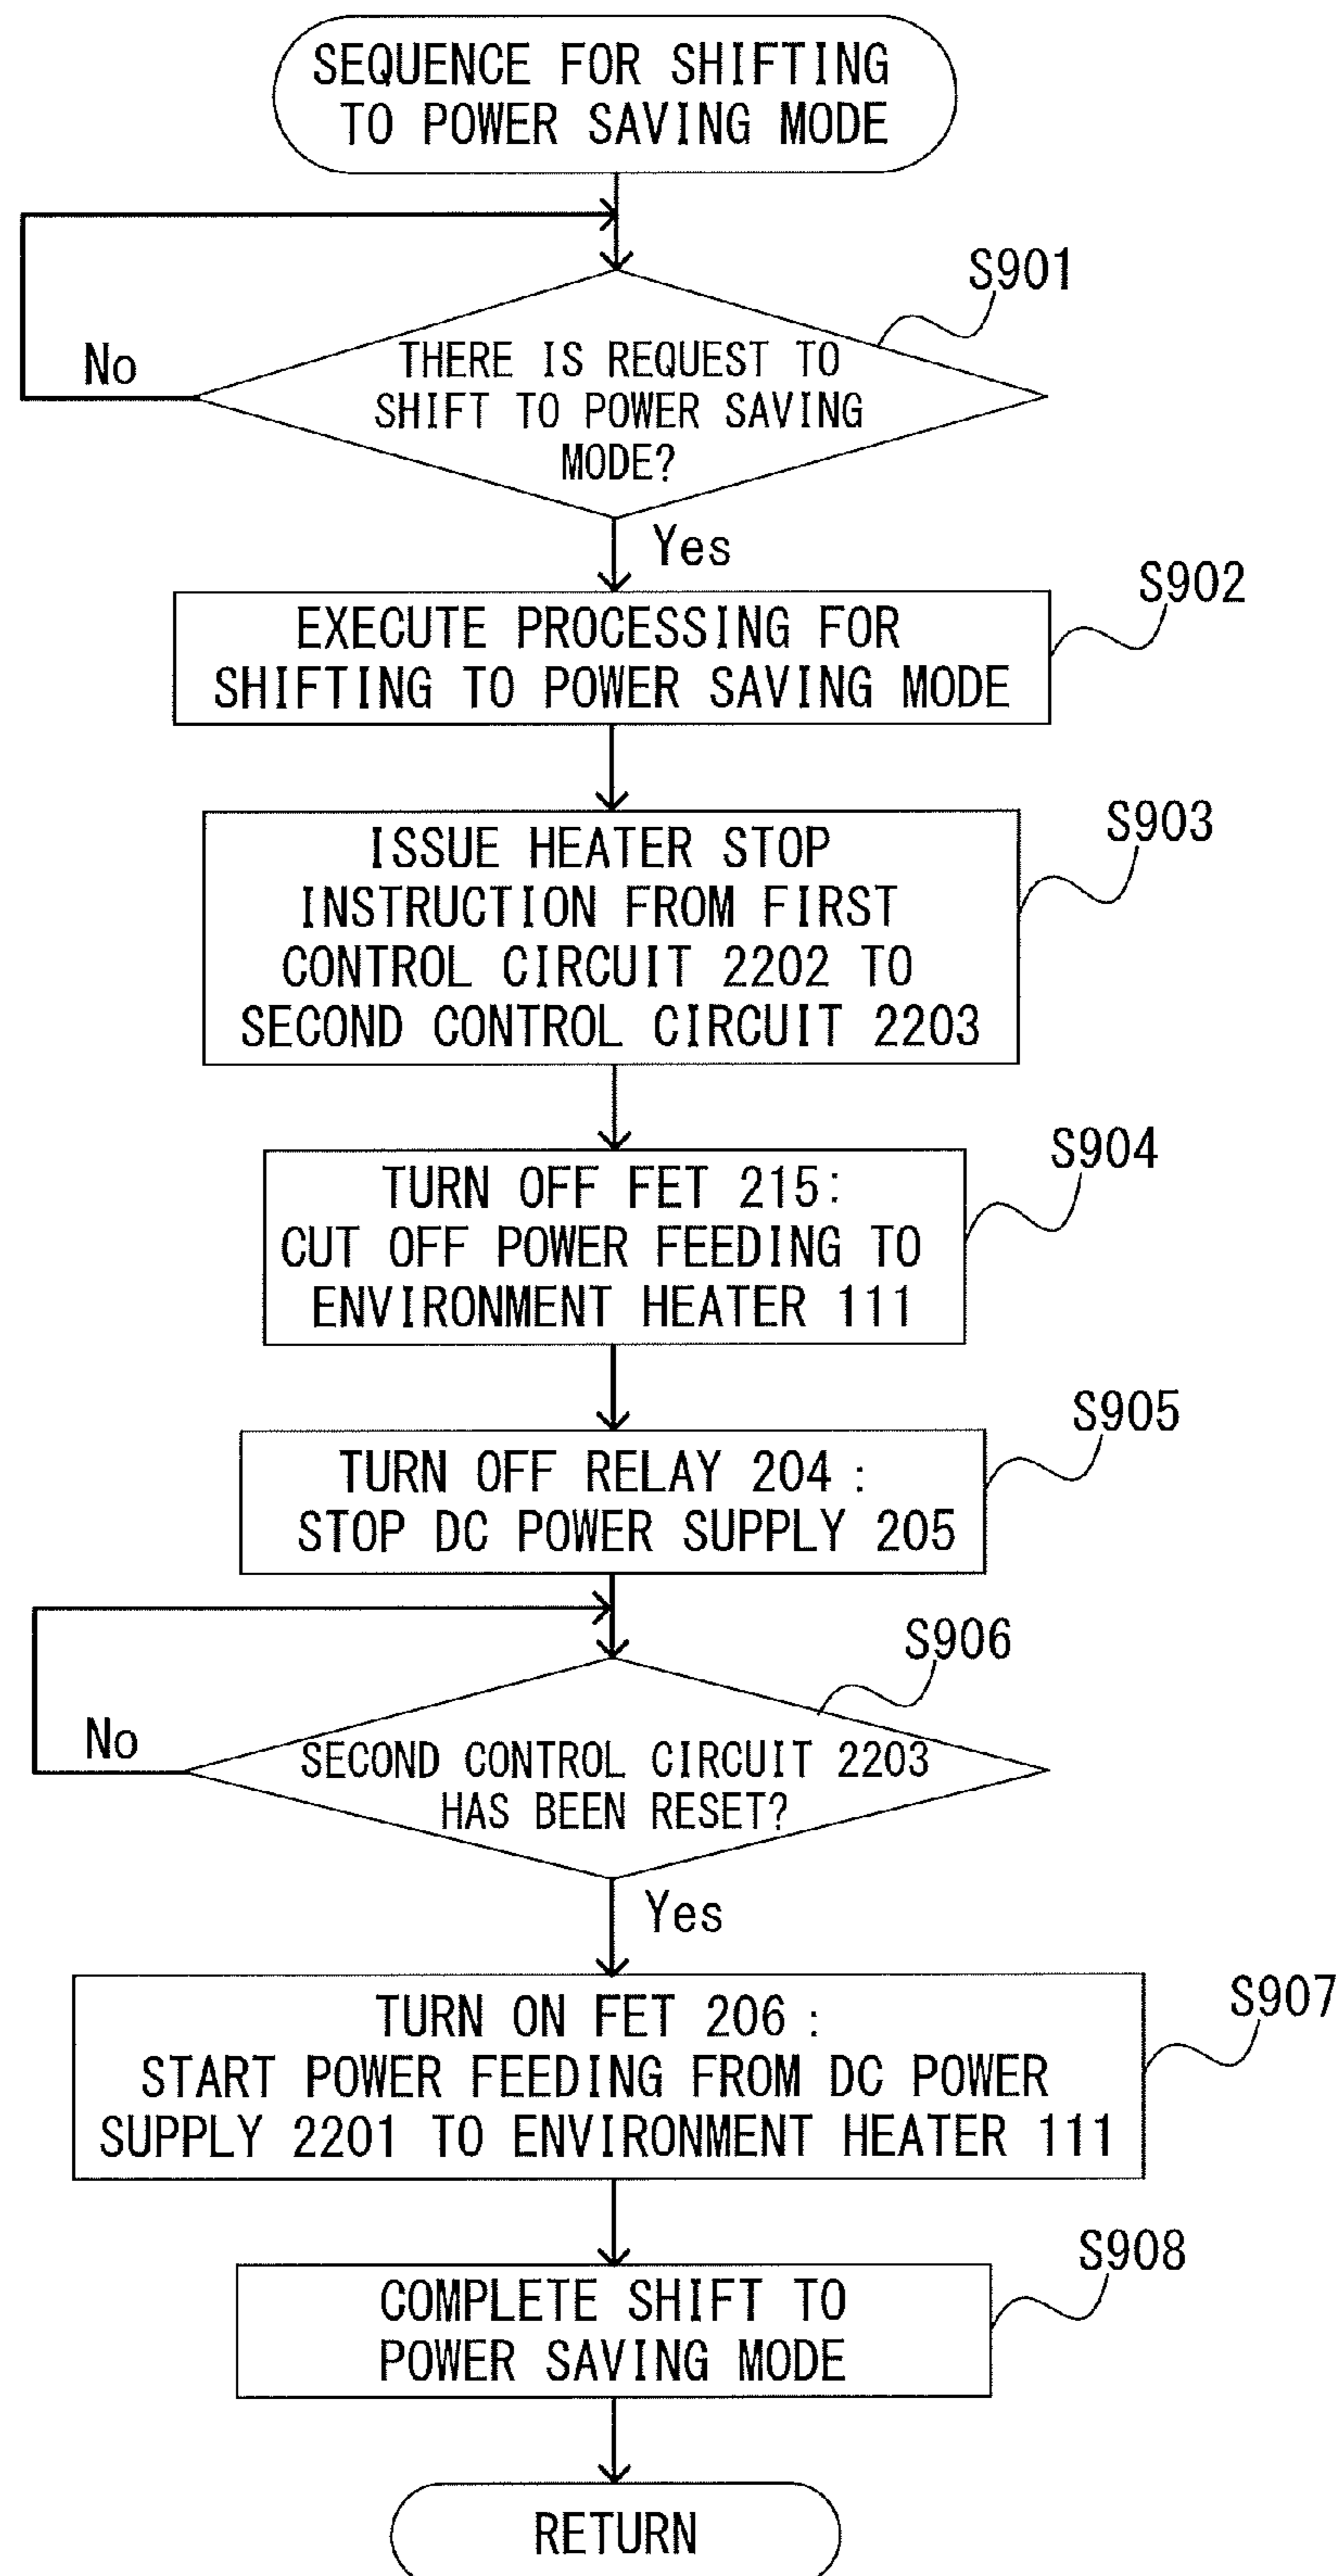 SEQUENCE FOR SHIFTING
TO POWER SAVING MODE
S901
No
THERE IS REQUEST TO
SHIFT TO POWER SAVING
MODE?
Yes
S902
EXECUTE PROCESSING FOR
SHIFTING TO POWER SAVING MODE
S903
ISSUE HEATER STOP
INSTRUCTION FROM FIRST
CONTROL CIRCUIT 2202 TO
SECOND CONTROL CIRCUIT 2203
S904
TURN OFF FET 215:
CUT OFF POWER FEEDING TO
ENVIRONMENT HEATER 111
S905
TURN OFF RELAY 204 :
STOP DC POWER SUPPLY 205
S906
No
SECOND CONTROL CIRCUIT 2203
HAS BEEN RESET?
Yes
S907
TURN ON FET 206 :
START POWER FEEDING FROM DC POWER
SUPPLY 2201 TO ENVIRONMENT HEATER 111
S908
COMPLETE SHIFT TO
POWER SAVING MODE
RETURN